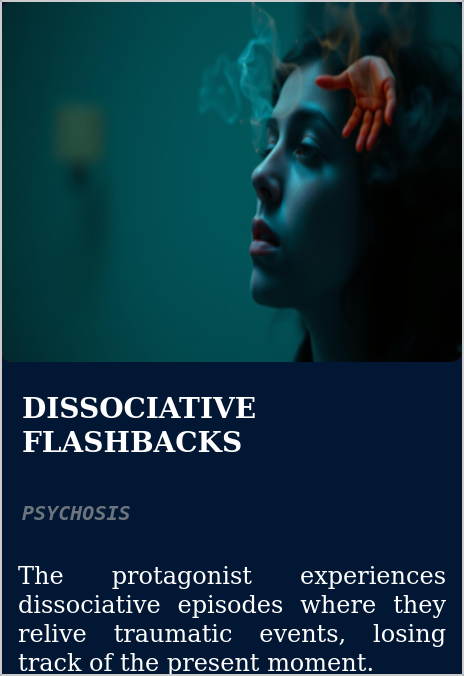 DISSOCIATIVE
FLASHBACKS
PSYCHOSIS
The protagonist experiences
dissociative episodes where they
relive traumatic events, losing
track of the present moment.